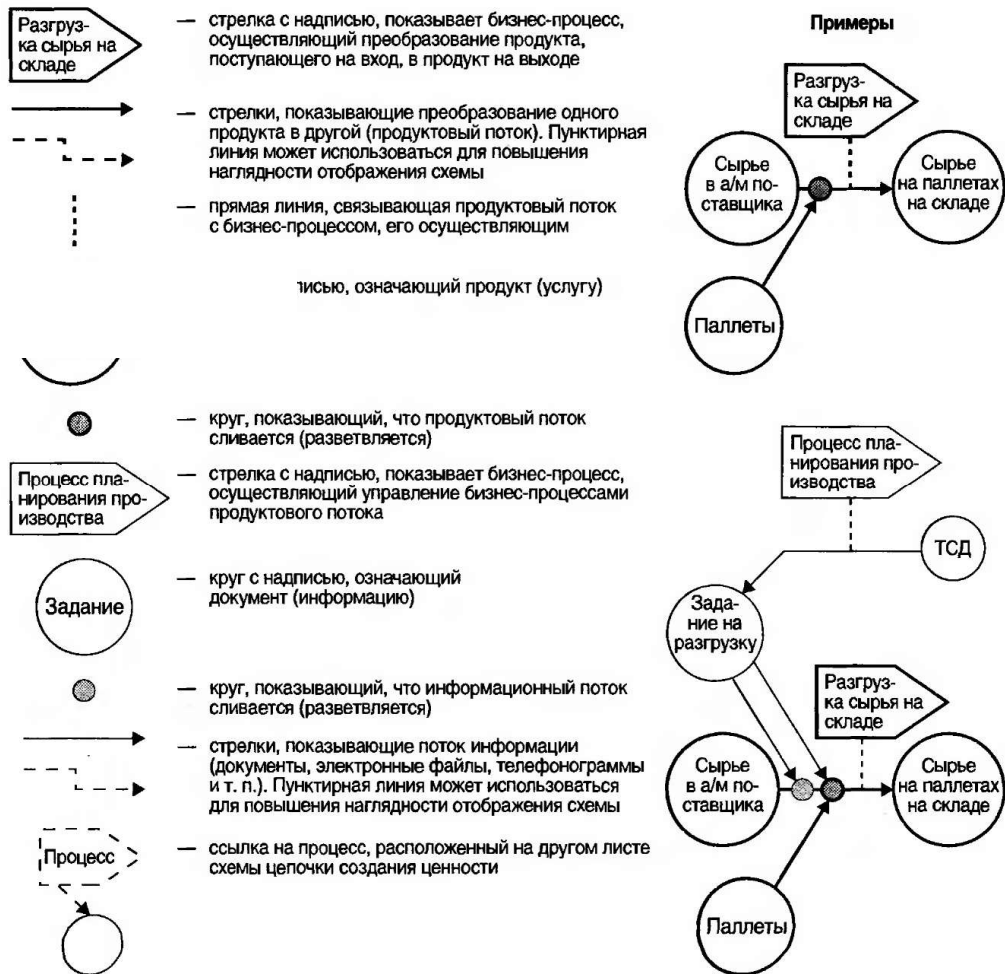 Разгруз-
ка сырья на
складе
— стрелка с надписью, показывает бизнес-процесс,
осуществляющий преобразование продукта,
поступающего на вход, в продукт на выходе
— стрелки, показывающие преобразование одного
продукта в другой (продуктовый поток). Пунктирная
линия может использоваться для повышения
наглядности отображения схемы
— прямая линия, связывающая продуктовый поток
с бизнес-процессом, его осуществляющим
писью, означающий продукт (услугу)
— круг, показывающий, что продуктовый поток
сливается (разветвляется)
Процесс пла-
нирования про-
изводства
— стрелка с надписью, показывает бизнес-процесс,
осуществляющий управление бизнес-процессами
продуктового потока
Задание
— круг с надписью, означающий
документ (информацию)
— круг, показывающий, что информационный поток
сливается (разветвляется)
— стрелки, показывающие поток информации
(документы, электронные файлы, телефонограммы
и т. п.). Пунктирная линия может использоваться
для повышения наглядности отображения схемы
Процесс
— ссылка на процесс, расположенный на другом листе
схемы цепочки создания ценности
Примеры
Разгруз-
ка сырья на
складе
Сырье
в а/м по-
ставщика
Сырье
на паллетах
на складе
Паллеты
Процесс пла-
нирования про-
изводства
ТСД
Зада-
ние на
разгрузку
Разгруз-
ка сырья на
складе
Сырье
в а/м по-
ставщика
Сырье
на паллетах
на складе
Паллеты